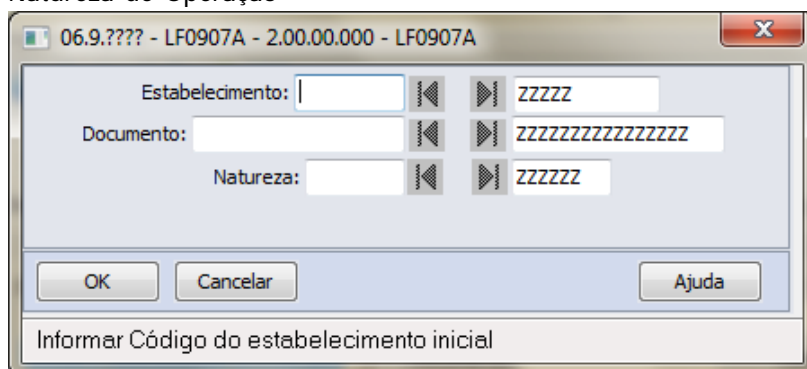 Natureza de Operação
06.9.???? - LF0907A - 2.00.00.000 - LF0907A
Estabelecimento: ZZZZZ
Documento: ZZZZZZZZZZZZZZZZ
Natureza: ZZZZZZ
OK Cancelar Ajuda
Informar Código do estabelecimento inicial